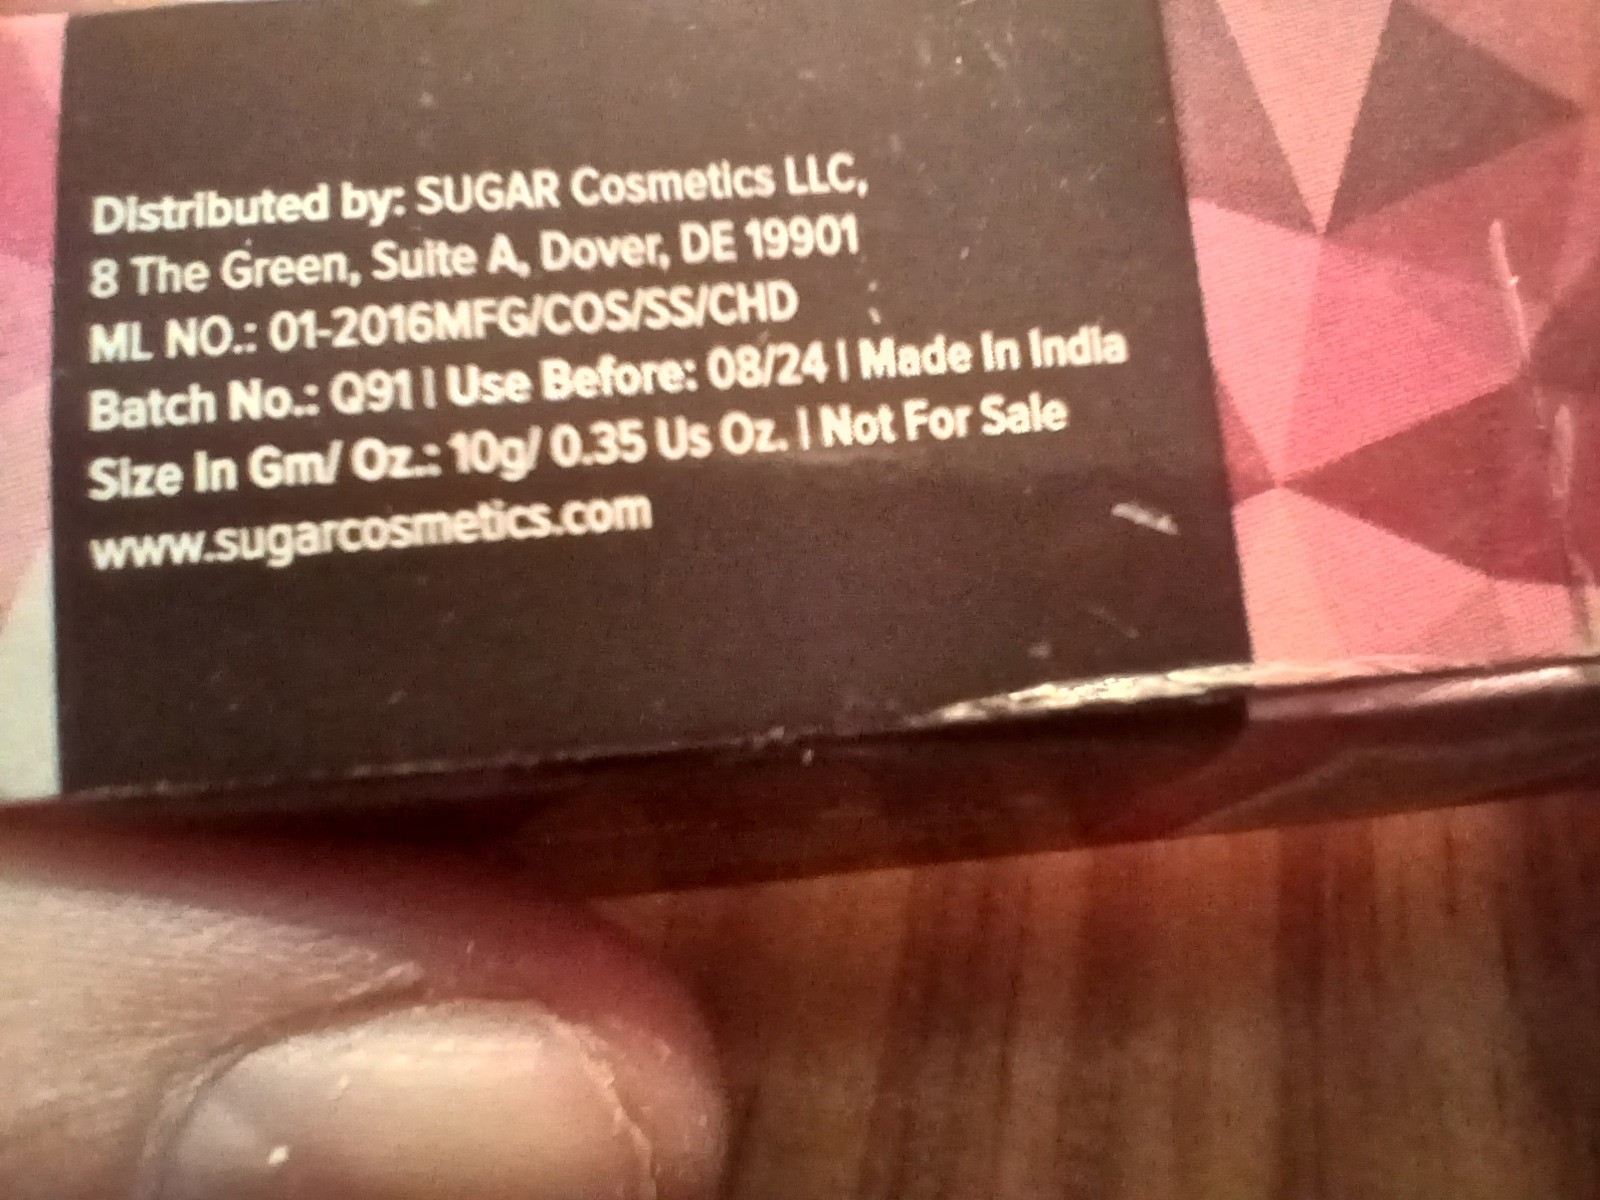 Distributed by: SUGAR Cosmetics LLC,
8 The Green, Suite A, Dover, DE 19901
ML NO.: 01-2016MFG/COS/SS/CHD
Batch No.: Q91 | Use Before: 08/24 | Made In India
Size In Gm/ Oz.: 10g/ 0.35 Us Oz. | Not For Sale
www.sugarcosmetics.com